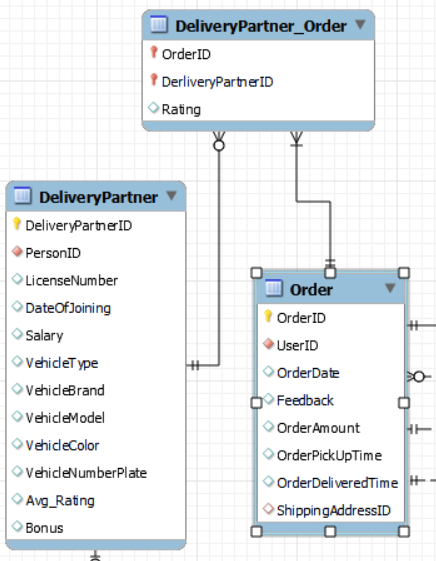 DeliveryPartner_Order
OrderID
DerliveryPartnerID
Rating
DeliveryPartner
DeliveryPartnerID
PersonID
LicenseNumber
DateOfJoining
Salary
VehicleType
VehicleBrand
VehicleModel
VehicleColor
VehicleNumberPlate
Avg_Rating
Bonus
Order
OrderID
UserID
OrderDate
Feedback
OrderAmount
OrderPickUpTime
OrderDeliveredTime
ShippingAddressID